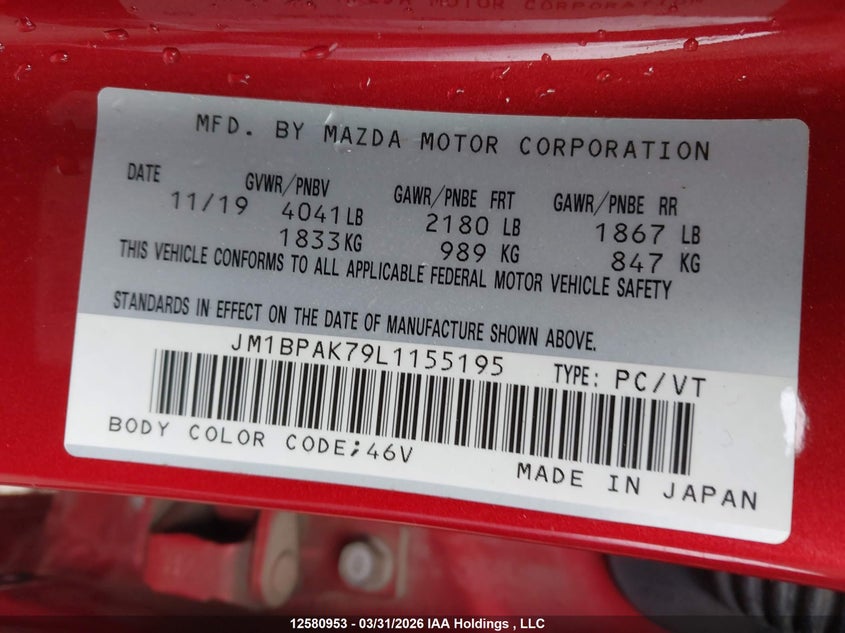 MFD. BY MAZDA MOTOR CORPORATION
DATE GVWR/PNBV GAWR/PNBE FRT GAWR/PNBE RR
11/19 4041 LB 2180 LB 1867 LB
1833 KG 989 KG 847 KG
THIS VEHICLE CONFORMS TO ALL APPLICABLE FEDERAL MOTOR VEHICLE SAFETY
STANDARDS IN EFFECT ON THE DATE OF MANUFACTURE SHOWN ABOVE.
JM1BPAK79L1155195 TYPE: PC/VT
BODY COLOR CODE;46V
MADE IN JAPAN
12580953 - 03/31/2026 IAA Holdings , LLC